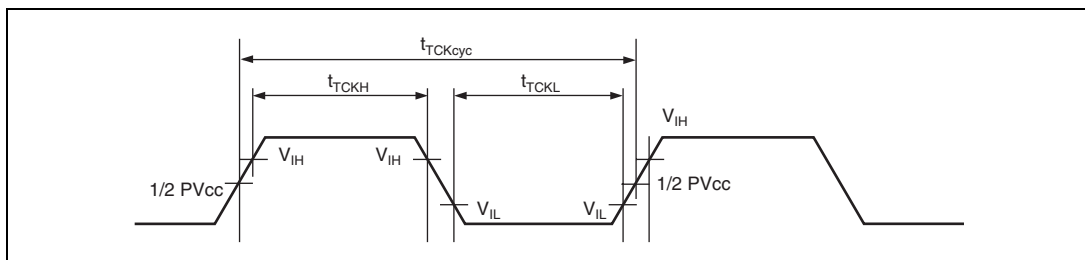 tTCKcyc
tTCKH
tTCKL
VIH
VIH
VIH
1/2 PVcc
1/2 PVcc
VIL
VIL